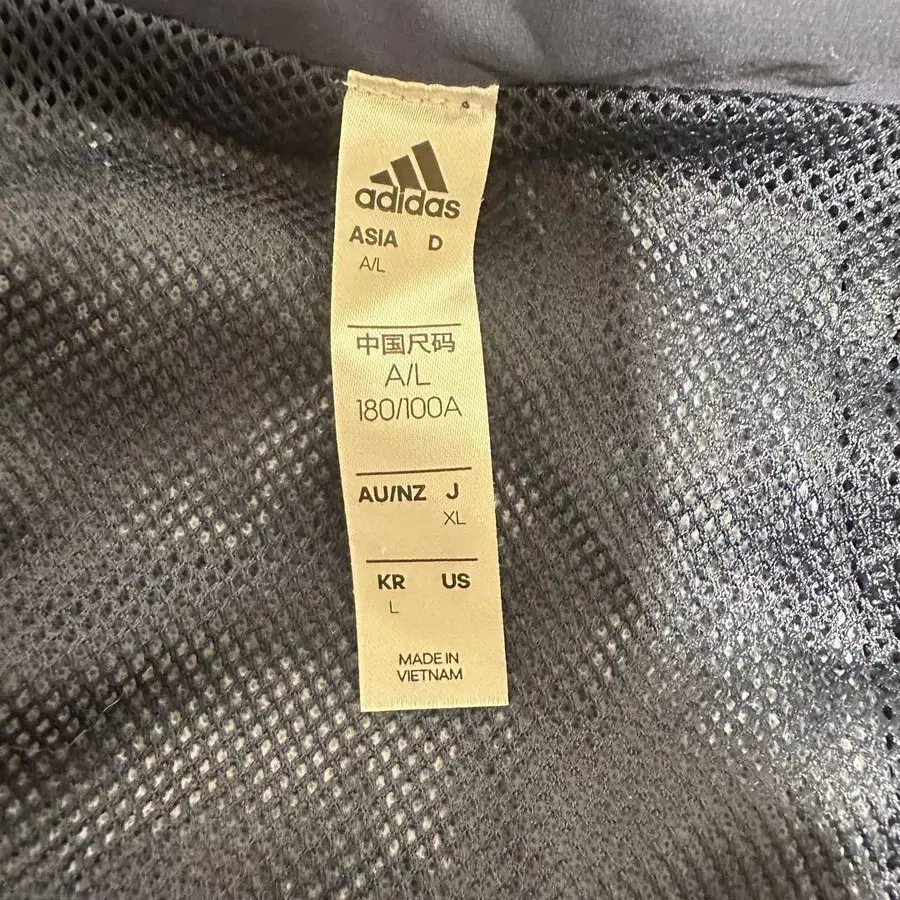 adidas
ASIA D
A/L
中国尺码
A/L
180/100A
AU/NZ J
XL
KR US
L
MADE IN
VIETNAM